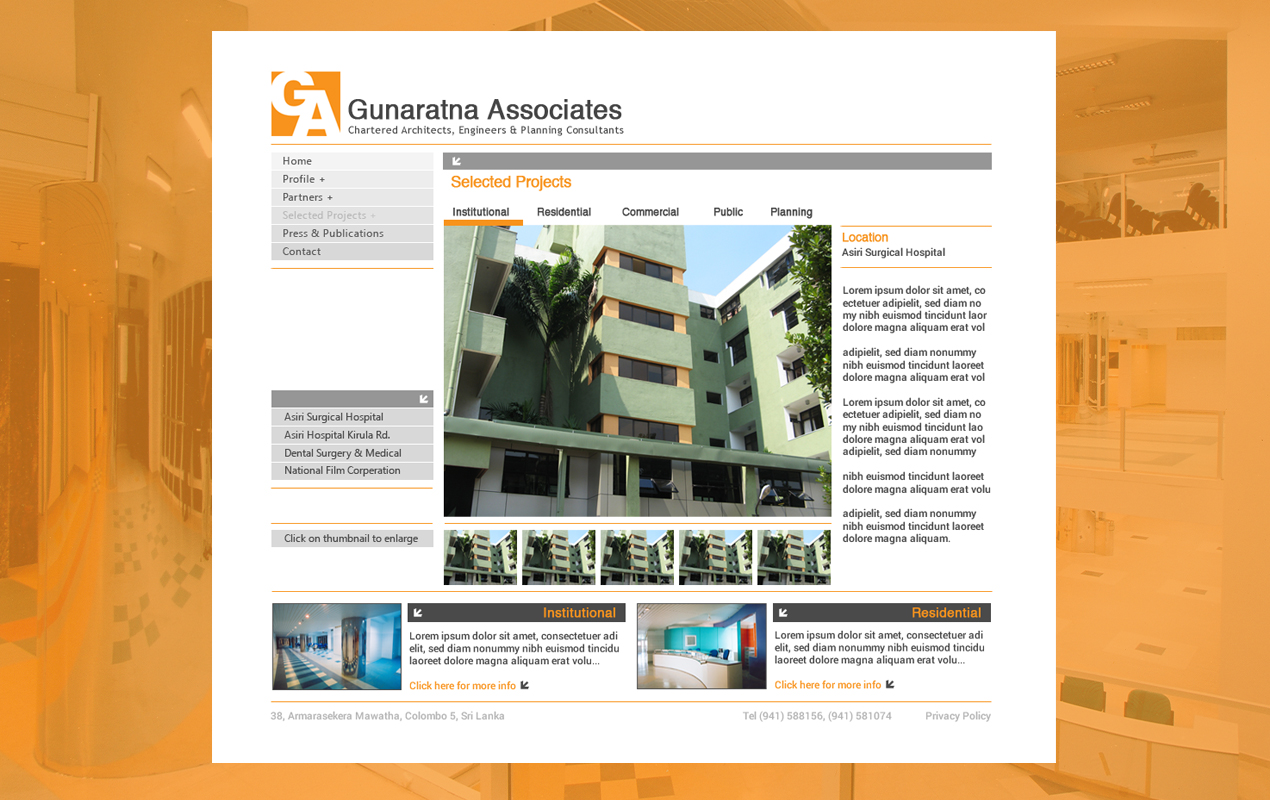 GA
Gunaratna Associates
Chartered Architects, Engineers & Planning Consultants
Home
Profile +
Partners +
Selected Projects +
Press & Publications
Contact
Selected Projects
Institutional Residential Commercial Public Planning
Location
Asiri Surgical Hospital
Lorem ipsum dolor sit amet, co
ectetuer adipielit, sed diam no
my nibh euismod tincidunt laor
dolore magna aliquam erat vol
adipielit, sed diam nonummy
nibh euismod tincidunt laoreet
dolore magna aliquam erat vol
Lorem ipsum dolor sit amet, co
ectetuer adipielit, sed diam no
my nibh euismod tincidunt lao
dolore magna aliquam erat vol
adipielit, sed diam nonummy
nibh euismod tincidunt laoreet
dolore magna aliquam erat volu
adipielit, sed diam nonummy
nibh euismod tincidunt laoreet
dolore magna aliquam.
Asiri Surgical Hospital
Asiri Hospital Kirula Rd.
Dental Surgery & Medical
National Film Corperation
Click on thumbnail to enlarge
Institutional
Lorem ipsum dolor sit amet, consectetuer adi
elit, sed diam nonummy nibh euismod tincidu
laoreet dolore magna aliquam erat volu...
Click here for more info
Residential
Lorem ipsum dolor sit amet, consectetuer adi
elit, sed diam nonummy nibh euismod tincidu
laoreet dolore magna aliquam erat volu...
Click here for more info
38, Armarasekera Mawatha, Colombo 5, Sri Lanka
Tel (941) 588156, (941) 581074
Privacy Policy